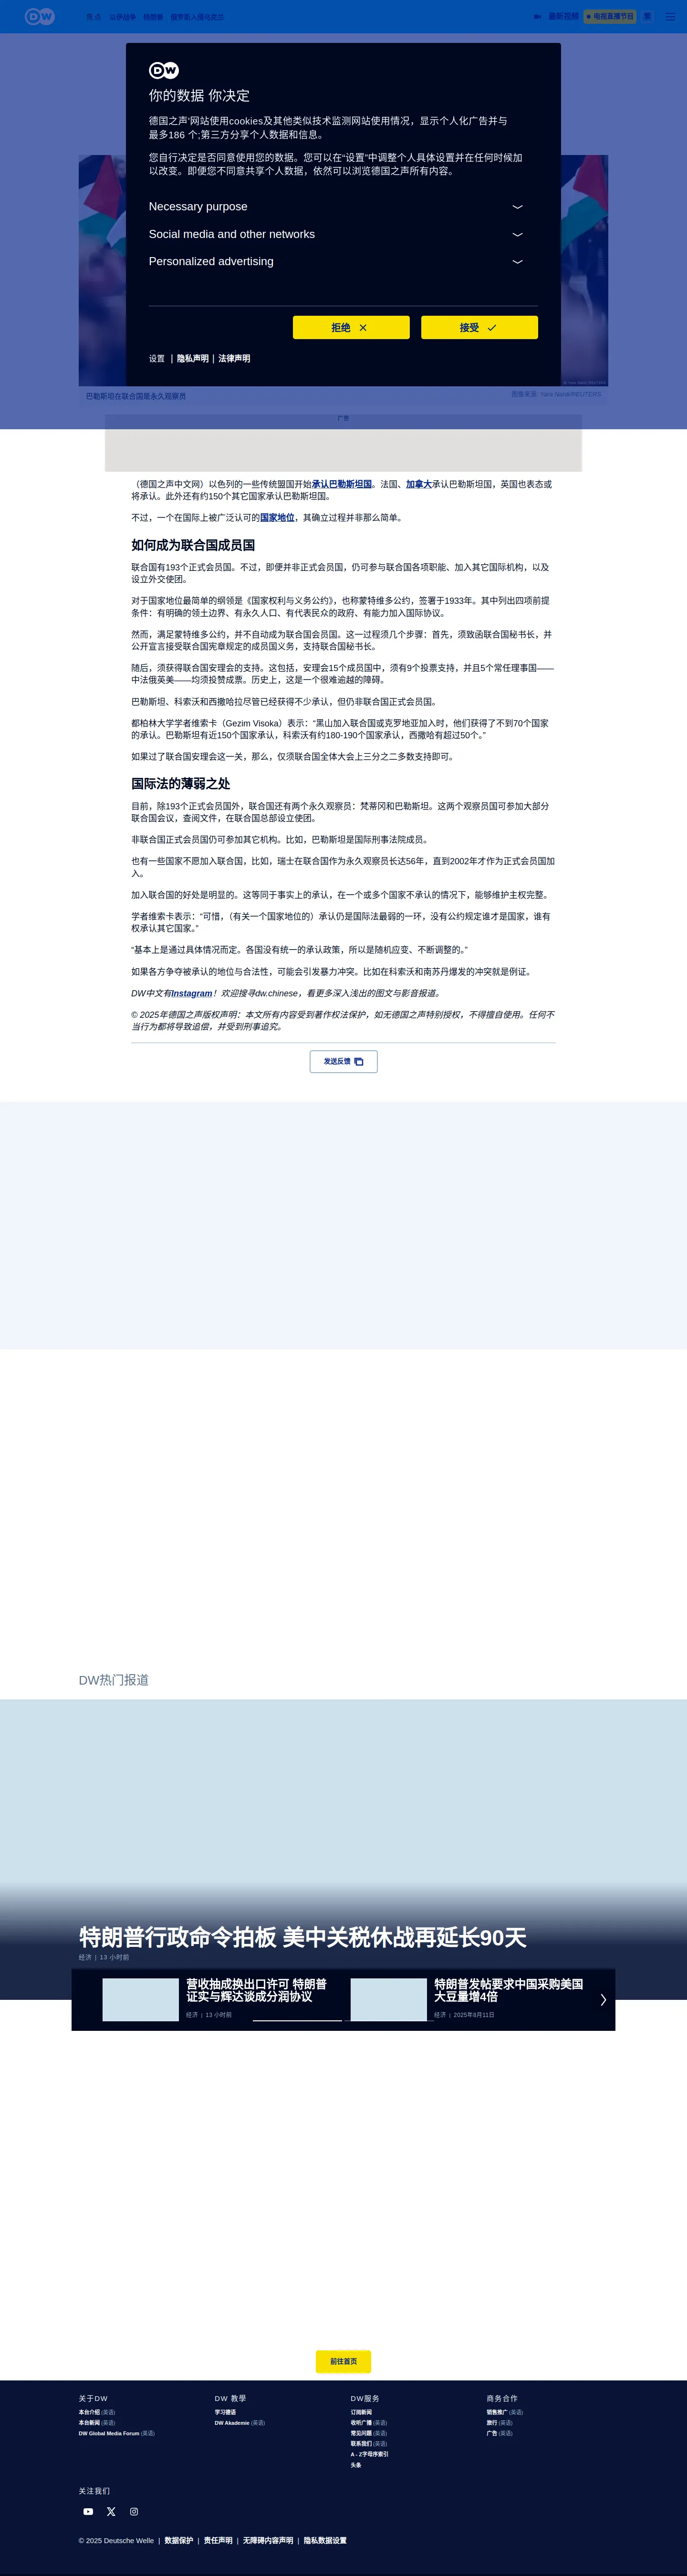 DW
热点
以伊战争
特朗普
俄罗斯入侵乌克兰
最新视频
电视直播节目
繁
DW
你的数据 你决定
德国之声'网站使用cookies及其他类似技术监测网站使用情况，显示个人化广告并与
最多186 个;第三方分享个人数据和信息。
您自行决定是否同意使用您的数据。您可以在“设置”中调整个人具体设置并在任何时候加
以改变。即便您不同意共享个人数据，依然可以浏览德国之声所有内容。
Necessary purpose
Social media and other networks
Personalized advertising
拒绝
接受
设置 | 隐私声明 | 法律声明
巴勒斯坦在联合国是永久观察员
图像来源: Yara Nardi/REUTERS
广告
（德国之声中文网）以色列的一些传统盟国开始承认巴勒斯坦国。法国、加拿大承认巴勒斯坦国，英国也表态或
将承认。此外还有约150个其它国家承认巴勒斯坦国。
不过，一个在国际上被广泛认可的国家地位，其确立过程并非那么简单。
如何成为联合国成员国
联合国有193个正式会员国。不过，即便并非正式会员国，仍可参与联合国各项职能、加入其它国际机构，以及
设立外交使团。
对于国家地位最简单的纲领是《国家权利与义务公约》，也称蒙特维多公约，签署于1933年。其中列出四项前提
条件：有明确的领土边界、有永久人口、有代表民众的政府、有能力加入国际协议。
然而，满足蒙特维多公约，并不自动成为联合国会员国。这一过程须几个步骤：首先，须致函联合国秘书长，并
公开宣言接受联合国宪章规定的成员国义务，支持联合国秘书长。
随后，须获得联合国安理会的支持。这包括，安理会15个成员国中，须有9个投票支持，并且5个常任理事国——
中法俄英美——均须投赞成票。历史上，这是一个很难逾越的障碍。
巴勒斯坦、科索沃和西撒哈拉尽管已经获得不少承认，但仍非联合国正式会员国。
都柏林大学学者维索卡（Gezim Visoka）表示：“黑山加入联合国或克罗地亚加入时，他们获得了不到70个国家
的承认。巴勒斯坦有近150个国家承认，科索沃有约180-190个国家承认，西撒哈有超过50个。”
如果过了联合国安理会这一关，那么，仅须联合国全体大会上三分之二多数支持即可。
国际法的薄弱之处
目前，除193个正式会员国外，联合国还有两个永久观察员：梵蒂冈和巴勒斯坦。这两个观察员国可参加大部分
联合国会议，查阅文件，在联合国总部设立使团。
非联合国正式会员国仍可参加其它机构。比如，巴勒斯坦是国际刑事法院成员。
也有一些国家不愿加入联合国，比如，瑞士在联合国作为永久观察员长达56年，直到2002年才作为正式会员国加
入。
加入联合国的好处是明显的。这等同于事实上的承认，在一个或多个国家不承认的情况下，能够维护主权完整。
学者维索卡表示：“可惜，（有关一个国家地位的）承认仍是国际法最弱的一环，没有公约规定谁才是国家，谁有
权承认其它国家。”
“基本上是通过具体情况而定。各国没有统一的承认政策，所以是随机应变、不断调整的。”
如果各方争夺被承认的地位与合法性，可能会引发暴力冲突。比如在科索沃和南苏丹爆发的冲突就是例证。
DW中文有Instagram！欢迎搜寻dw.chinese，看更多深入浅出的图文与影音报道。
© 2025年德国之声版权声明：本文所有内容受到著作权法保护，如无德国之声特别授权，不得擅自使用。任何不
当行为都将导致追偿，并受到刑事追究。
发送反馈
DW热门报道
特朗普行政命令拍板 美中关税休战再延长90天
经济 | 13 小时前
营收抽成换出口许可 特朗普
证实与辉达谈成分润协议
经济 | 13 小时前
特朗普发帖要求中国采购美国
大豆量增4倍
经济 | 2025年8月11日
前往首页
关于DW
本台介绍 (英语)
本台新闻 (英语)
DW Global Media Forum (英语)
DW 教學
学习德语
DW Akademie (英语)
DW服务
订阅新闻
收听广播 (英语)
常见问题 (英语)
联系我们 (英语)
A - Z字母序索引
头条
商务合作
销售推广 (英语)
旅行 (英语)
广告 (英语)
关注我们
© 2025 Deutsche Welle | 数据保护 | 责任声明 | 无障碍内容声明 | 隐私数据设置